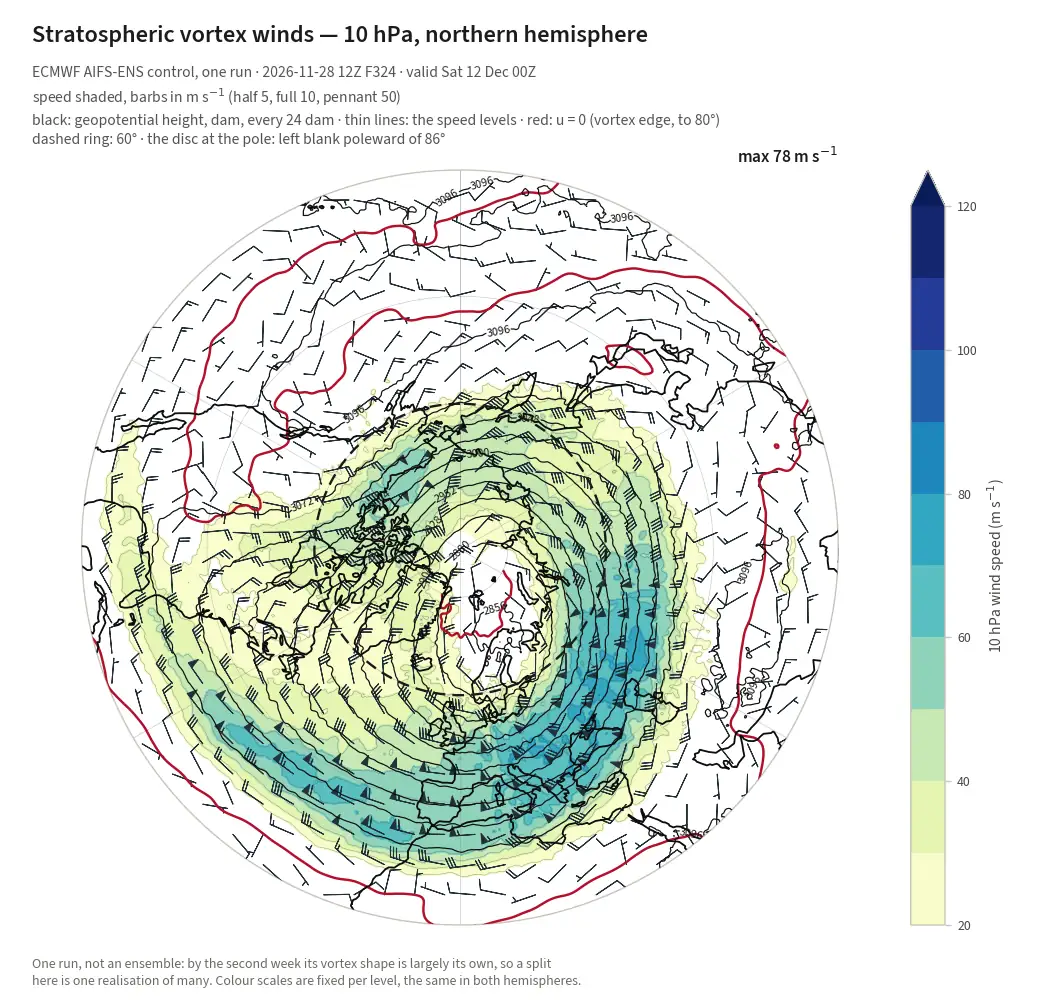 Stratospheric vortex winds — 10 hPa, northern hemisphere
ECMWF AIFS-ENS control, one run · 2026-11-28 12Z F324 · valid Sat 12 Dec 00Z
speed shaded, barbs in m s⁻¹ (half 5, full 10, pennant 50)
black: geopotential height, dam, every 24 dam · thin lines: the speed levels · red: u = 0 (vortex edge, to 80°)
dashed ring: 60° · the disc at the pole: left blank poleward of 86°
max 78 m s⁻¹
3096
3096
3096
3096
3096
3072
2952
2856
3096
120
100
80
60
40
20
10 hPa wind speed (m s⁻¹)
One run, not an ensemble: by the second week its vortex shape is largely its own, so a split
here is one realisation of many. Colour scales are fixed per level, the same in both hemispheres.